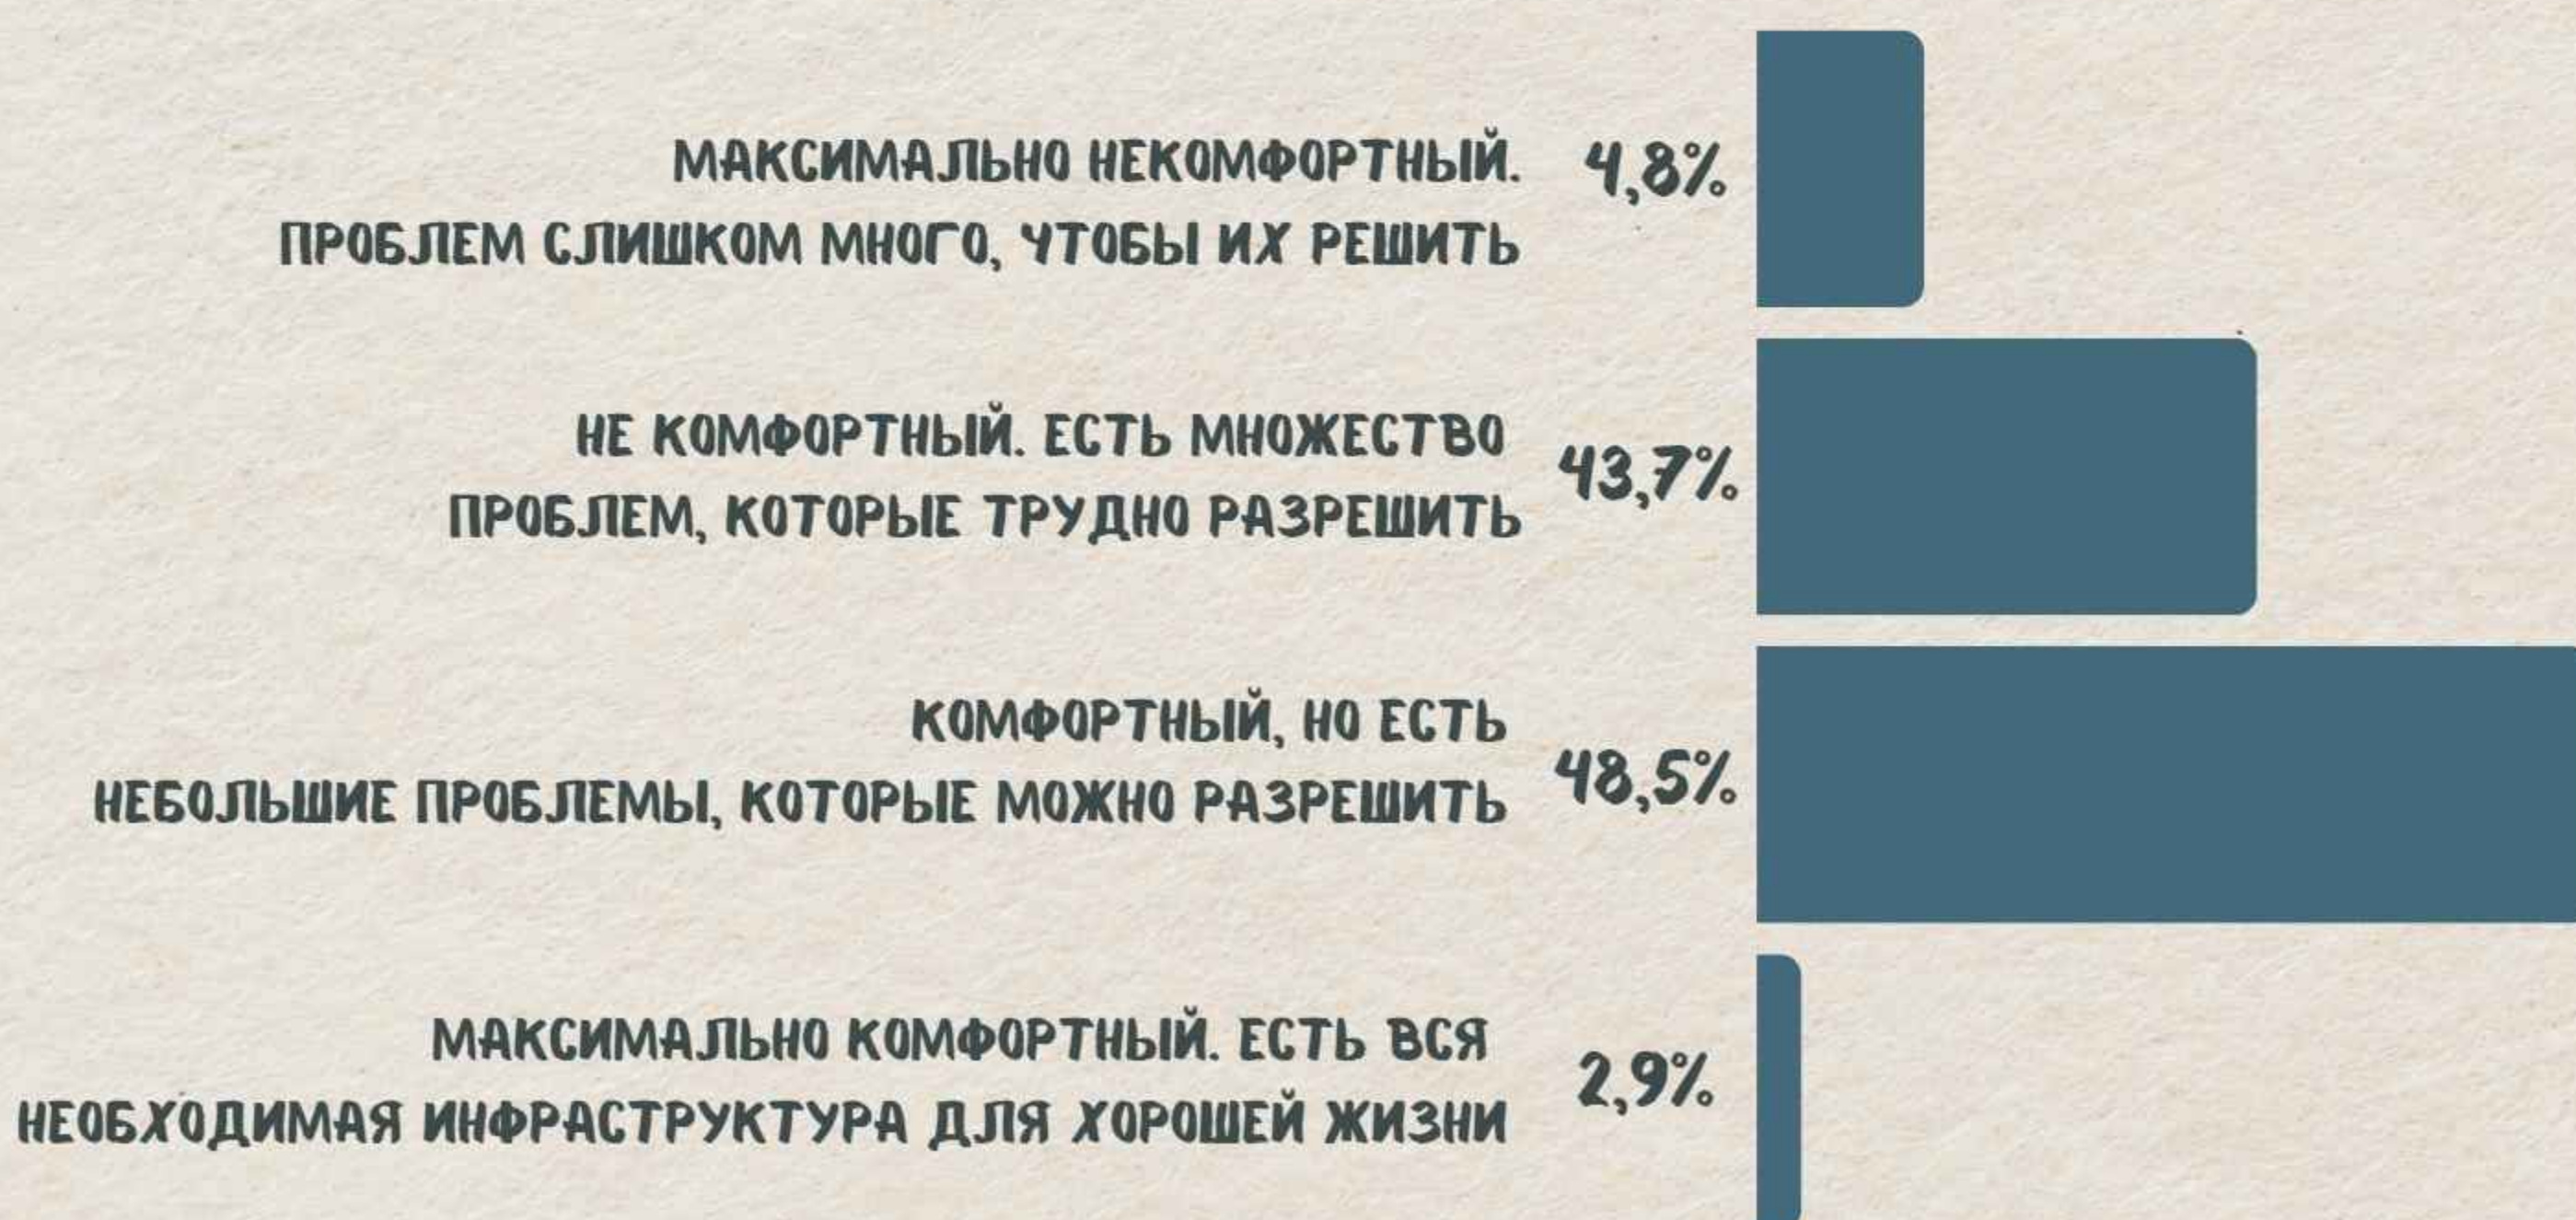 МАКСИМАЛЬНО НЕКОМФОРТНЫЙ. 4,8%
ПРОБЛЕМ СЛИШКОМ МНОГО, ЧТОБЫ ИХ РЕШИТЬ
НЕ КОМФОРТНЫЙ. ЕСТЬ МНОЖЕСТВО 43,7%
ПРОБЛЕМ, КОТОРЫЕ ТРУДНО РАЗРЕШИТЬ
КОМФОРТНЫЙ, НО ЕСТЬ 48,5%
НЕБОЛЬШИЕ ПРОБЛЕМЫ, КОТОРЫЕ МОЖНО РАЗРЕШИТЬ
МАКСИМАЛЬНО КОМФОРТНЫЙ. ЕСТЬ ВСЯ 2,9%
НЕОБХОДИМАЯ ИНФРАСТРУКТУРА ДЛЯ ХОРОШЕЙ ЖИЗНИ